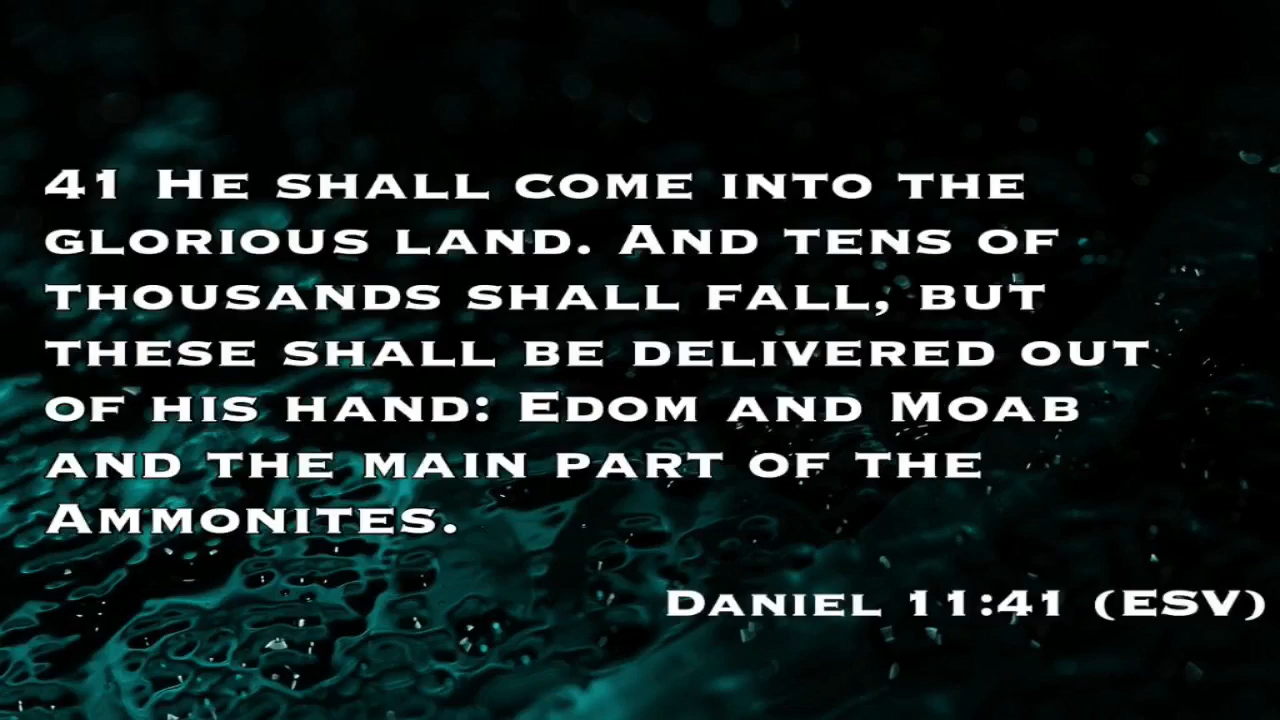 41 He shall come into the
glorious land. And tens of
thousands shall fall, but
these shall be delivered out
of his hand: Edom and Moab
and the main part of the
Ammonites.
Daniel 11:41 (ESV)